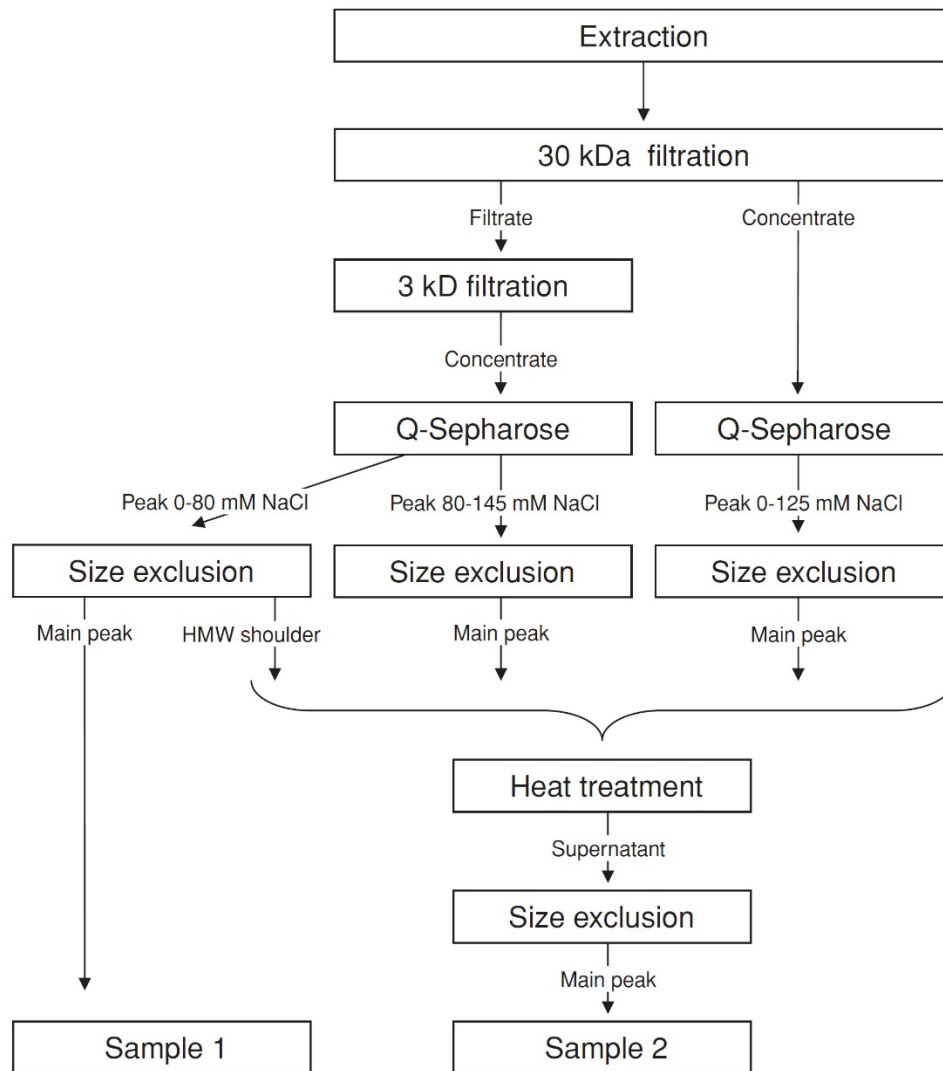 Extraction
30 kDa filtration
Filtrate
Concentrate
3 kD filtration
Concentrate
Q-Sepharose
Q-Sepharose
Peak 0-80 mM NaCl
Peak 80-145 mM NaCl
Peak 0-125 mM NaCl
Size exclusion
Size exclusion
Size exclusion
Main peak
HMW shoulder
Main peak
Main peak
Heat treatment
Supernatant
Size exclusion
Main peak
Sample 1
Sample 2